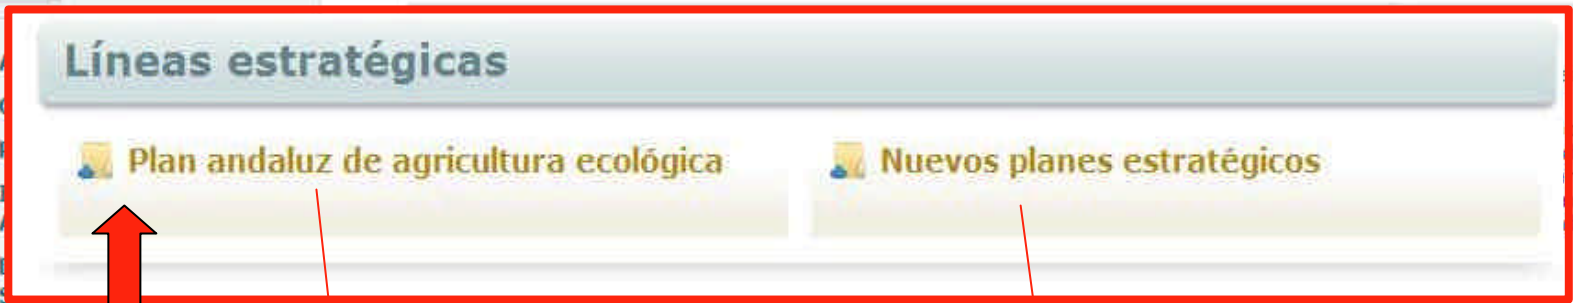 Líneas estratégicas
Plan andaluz de agricultura ecológica
Nuevos planes estratégicos